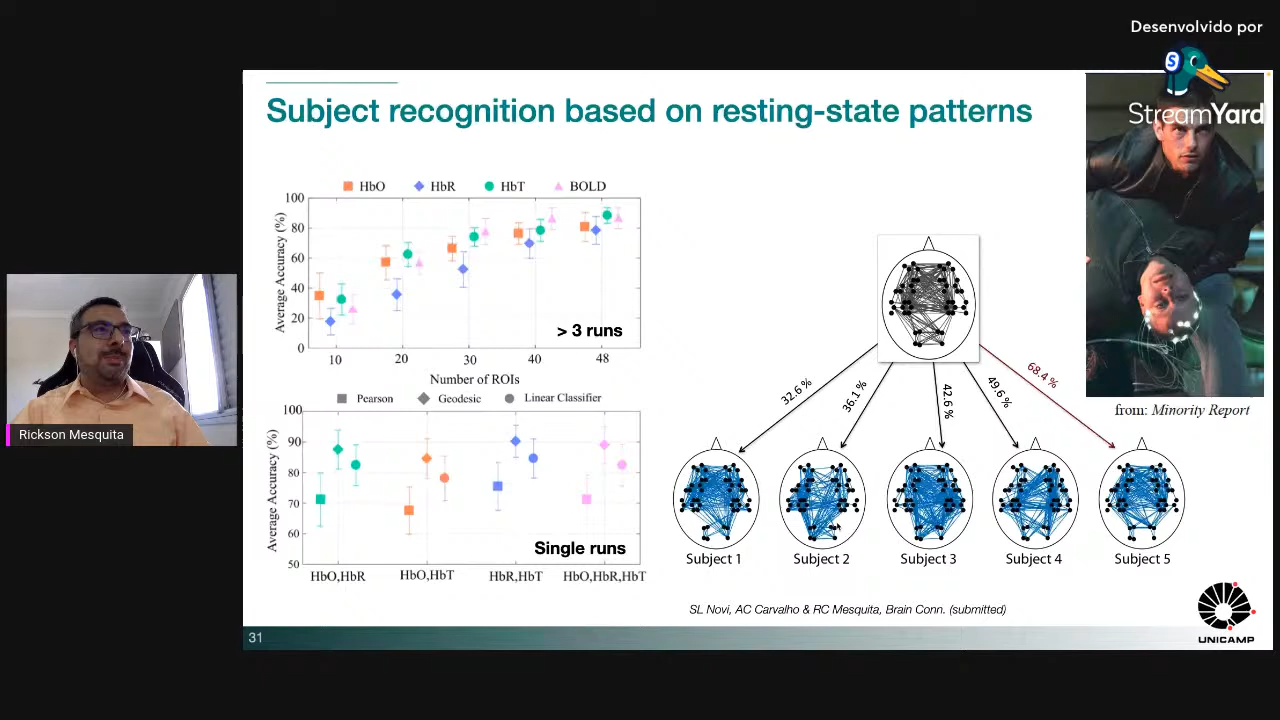 Desenvolvido por
StreamYard
Subject recognition based on resting-state patterns
HbO HbR HbT BOLD
Average Accuracy (%)
100
80
60
40
20
0
10 20 30 40 48
> 3 runs
Number of ROIs
Pearson Geodesic Linear Classifier
Average Accuracy (%)
100
90
80
70
60
50
Single runs
HbO,HbR HbO,HbT HbR,HbT HbO,HbR,HbT
32.6 %
36.1 %
42.6 %
49.6 %
68.4 %
Subject 1 Subject 2 Subject 3 Subject 4 Subject 5
from: Minority Report
SL Novi, AC Carvalho & RC Mesquita, Brain Conn. (submitted)
UNICAMP
31
Rickson Mesquita